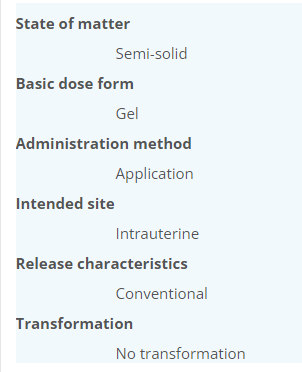 State of matter
Semi-solid
Basic dose form
Gel
Administration method
Application
Intended site
Intrauterine
Release characteristics
Conventional
Transformation
No transformation